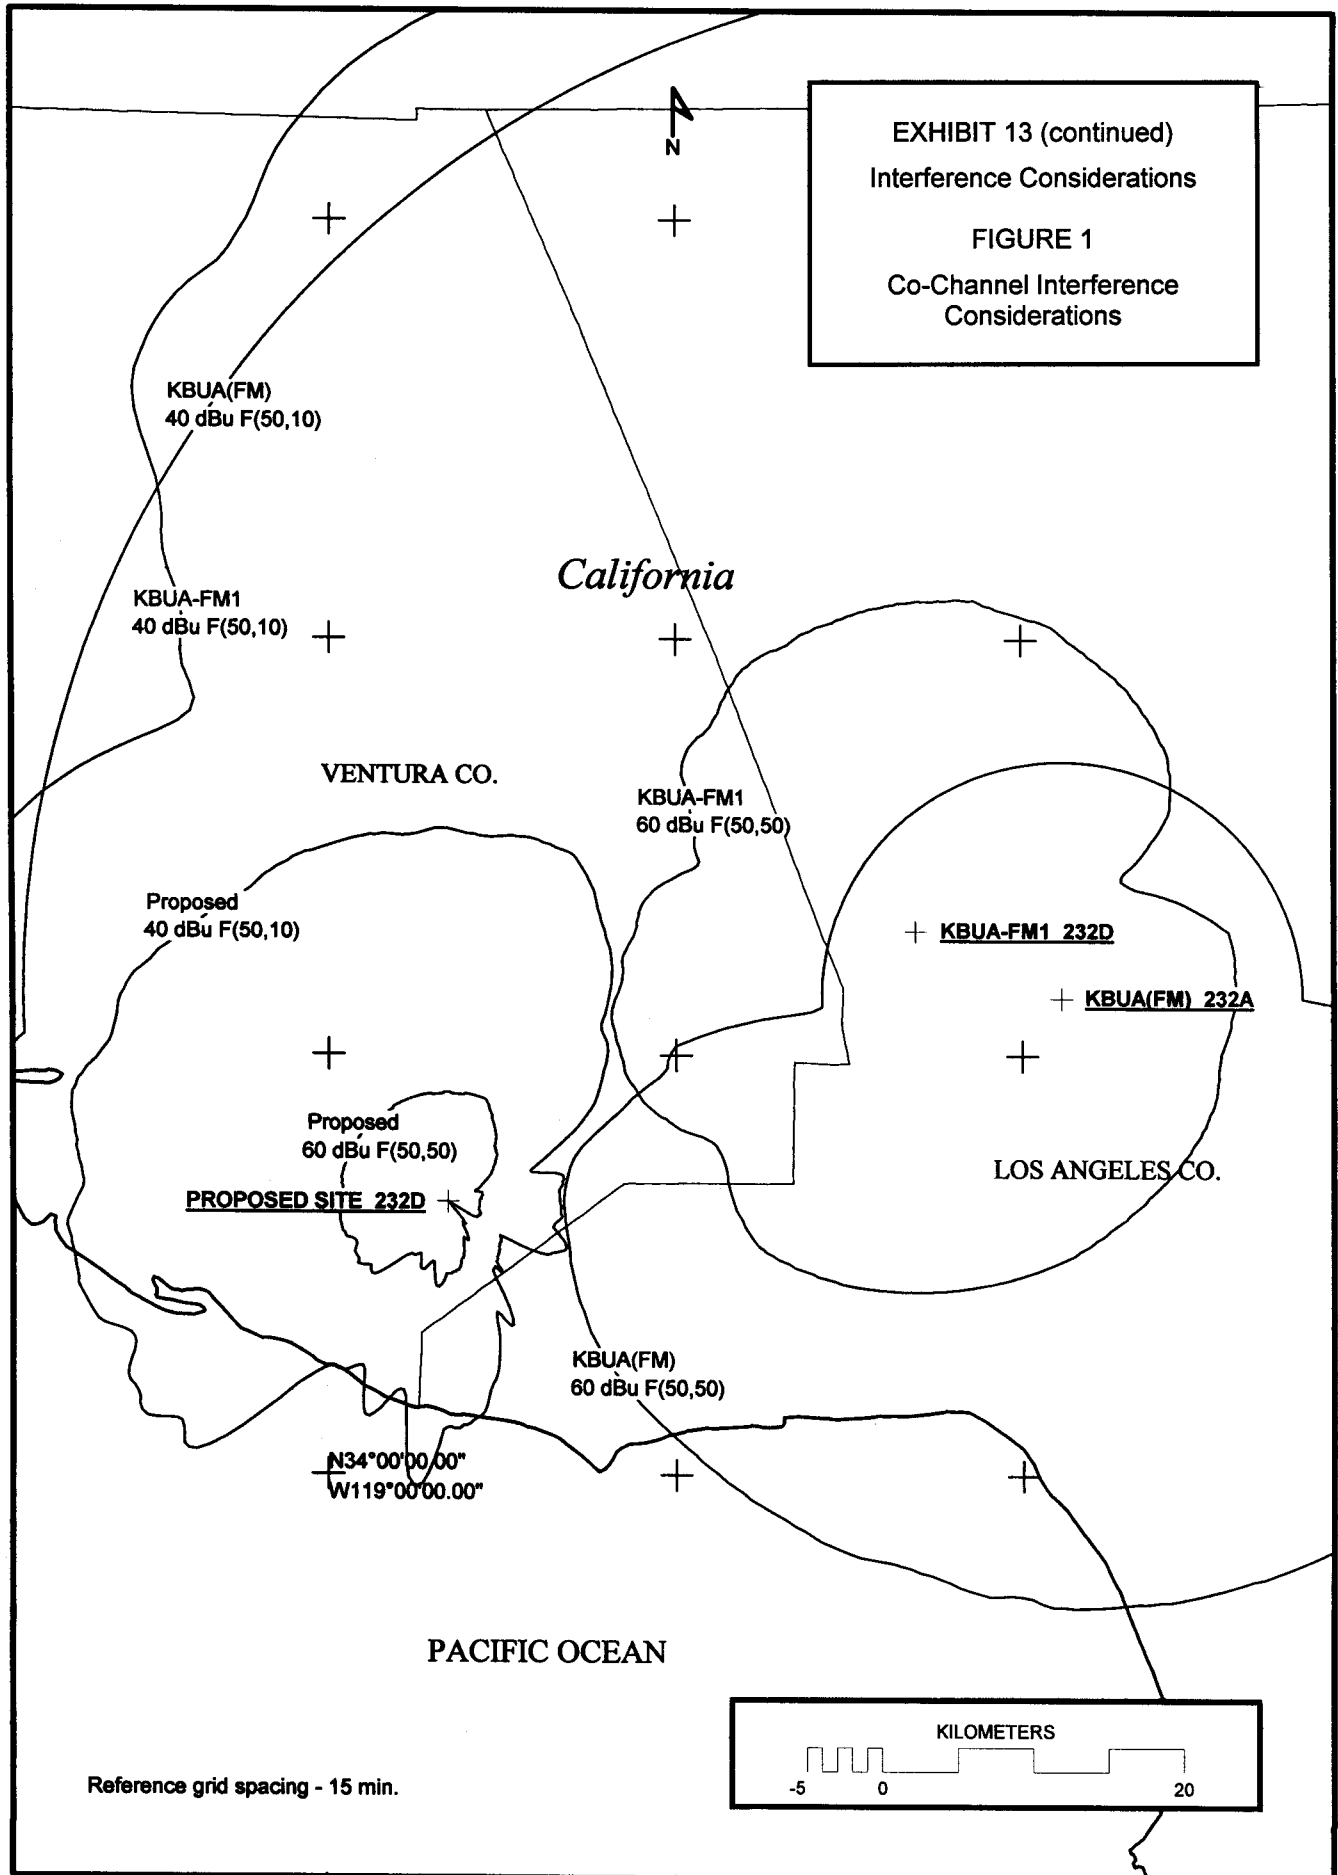 N
EXHIBIT 13 (continued)
Interference Considerations
FIGURE 1
Co-Channel Interference
Considerations
KBUA(FM)
40 dBu F(50,10)
California
KBUA-FM1
40 dBu F(50,10)
VENTURA CO.
KBUA-FM1
60 dBu F(50,50)
Proposed
40 dBu F(50,10)
KBUA-FM1 232D
KBUA(FM) 232A
Proposed
60 dBu F(50,50)
LOS ANGELES CO.
PROPOSED SITE 232D
KBUA(FM)
60 dBu F(50,50)
N34°00'00.00"
W119°00'00.00"
PACIFIC OCEAN
KILOMETERS
-5 0 20
Reference grid spacing - 15 min.